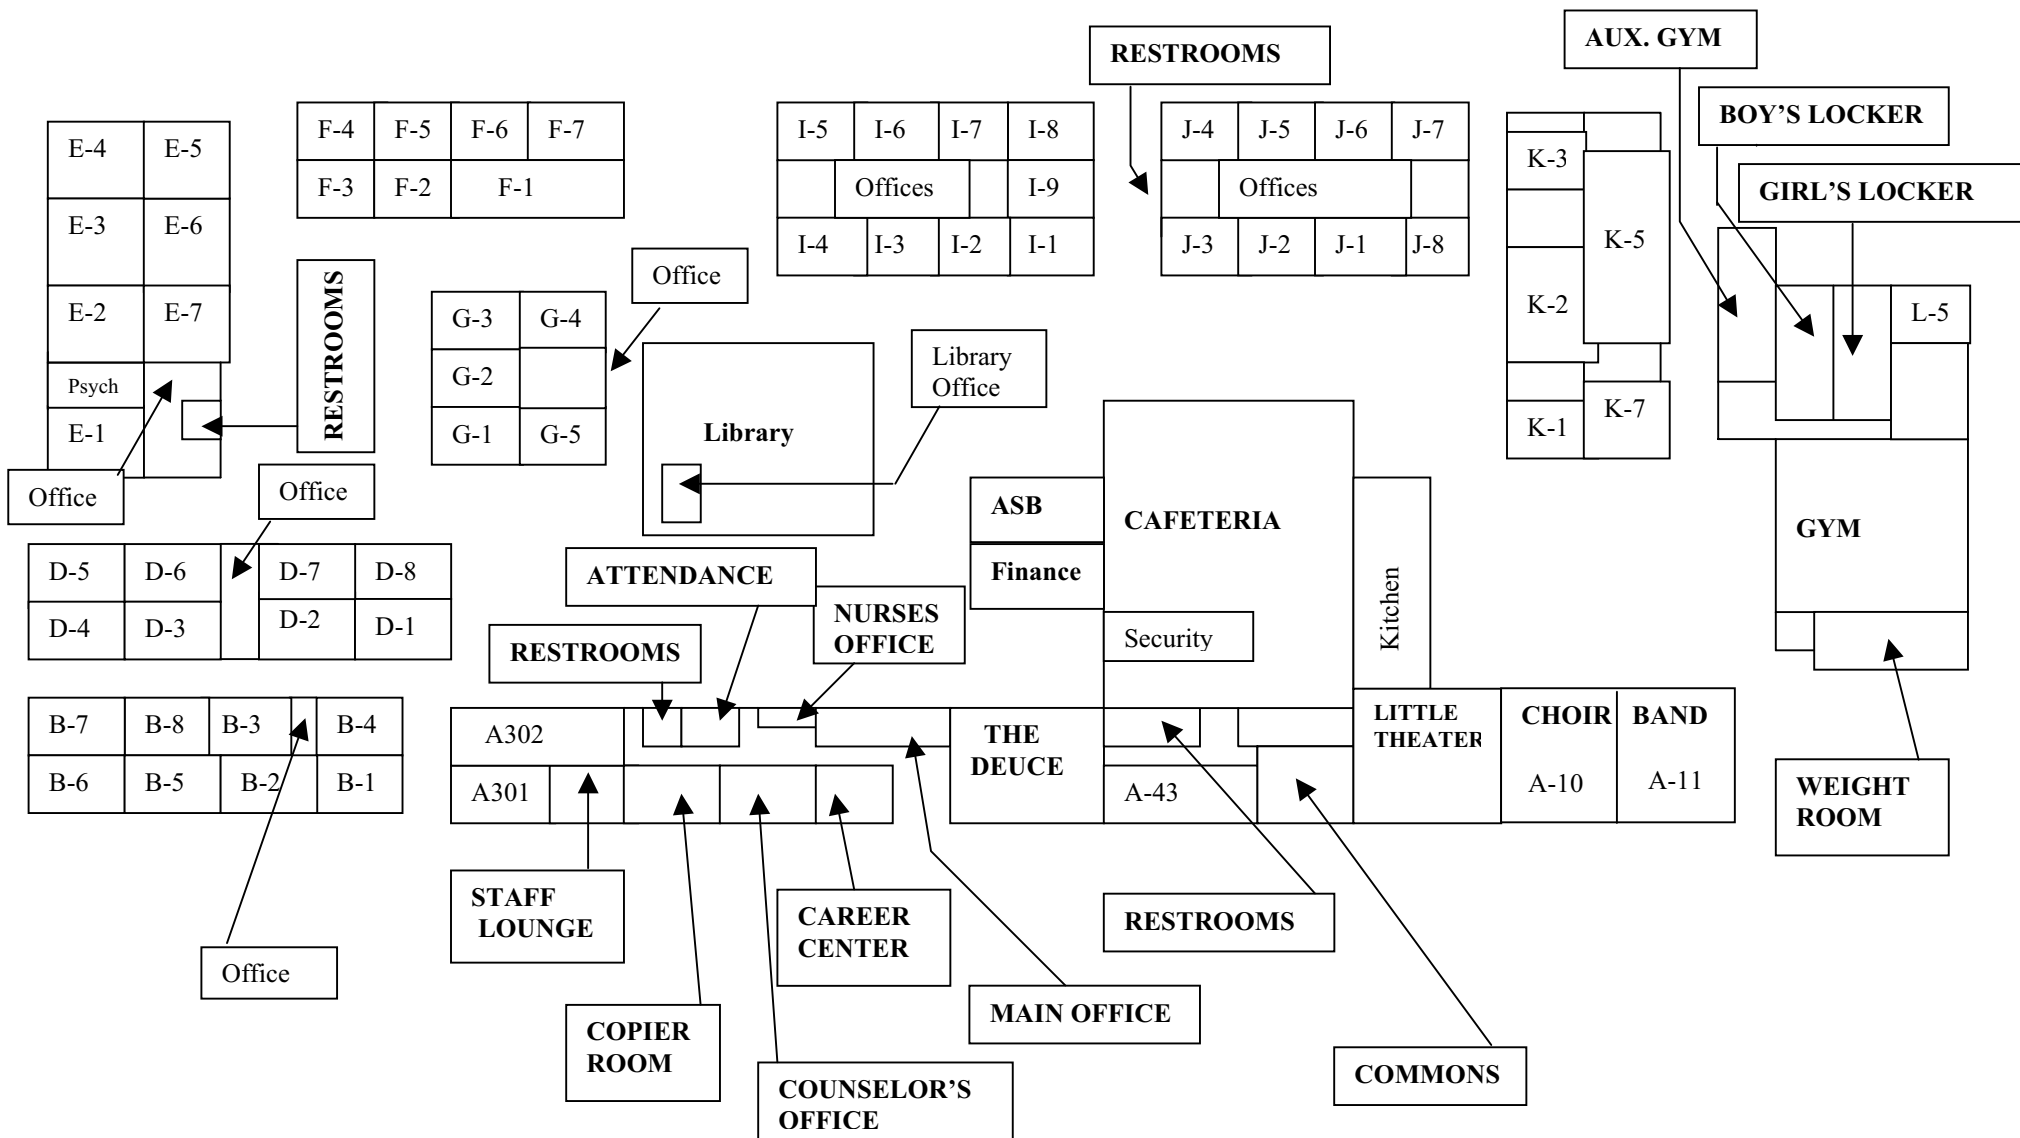 AUX. GYM
RESTROOMS
BOY'S LOCKER
GIRL'S LOCKER
E-4 E-5
E-3 E-6
E-2 E-7
Psych
E-1
RESTROOMS
Office
F-4 F-5 F-6 F-7
F-3 F-2 F-1
G-3 G-4
G-2
G-1 G-5
Office
I-5 I-6 I-7 I-8
Offices I-9
I-4 I-3 I-2 I-1
J-4 J-5 J-6 J-7
Offices
J-3 J-2 J-1 J-8
K-3
K-5
K-2
K-7
K-1
L-5
Library
Library
Office
Office
D-5 D-6 D-7 D-8
D-4 D-3 D-2 D-1
ASB
Finance
CAFETERIA
Security
Kitchen
GYM
ATTENDANCE
NURSES
OFFICE
RESTROOMS
B-7 B-8 B-3 B-4
B-6 B-5 B-2 B-1
A302
A301
THE
DEUCE
A-43
LITTLE
THEATER
CHOIR BAND
A-10 A-11
WEIGHT
ROOM
STAFF
LOUNGE
CAREER
CENTER
RESTROOMS
Office
MAIN OFFICE
COPIER
ROOM
COUNSELOR'S
OFFICE
COMMONS